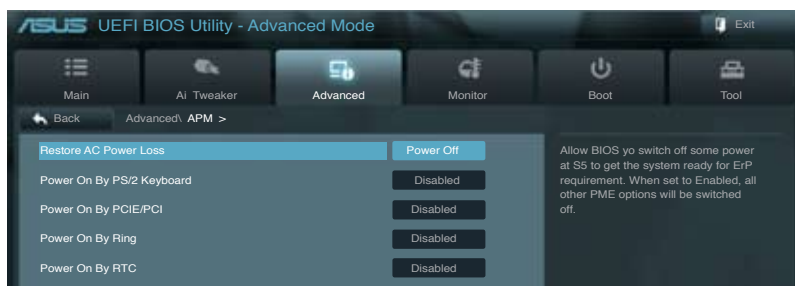 ASUS UEFI BIOS Utility - Advanced Mode
Exit
Main
Ai Tweaker
Advanced
Monitor
Boot
Tool
Back
Advanced\ APM >
Restore AC Power Loss
Power Off
Power On By PS/2 Keyboard
Disabled
Power On By PCIE/PCI
Disabled
Power On By Ring
Disabled
Power On By RTC
Disabled
Allow BIOS yo switch off some power
at S5 to get the system ready for ErP
requirement. When set to Enabled, all
other PME options will be switched
off.